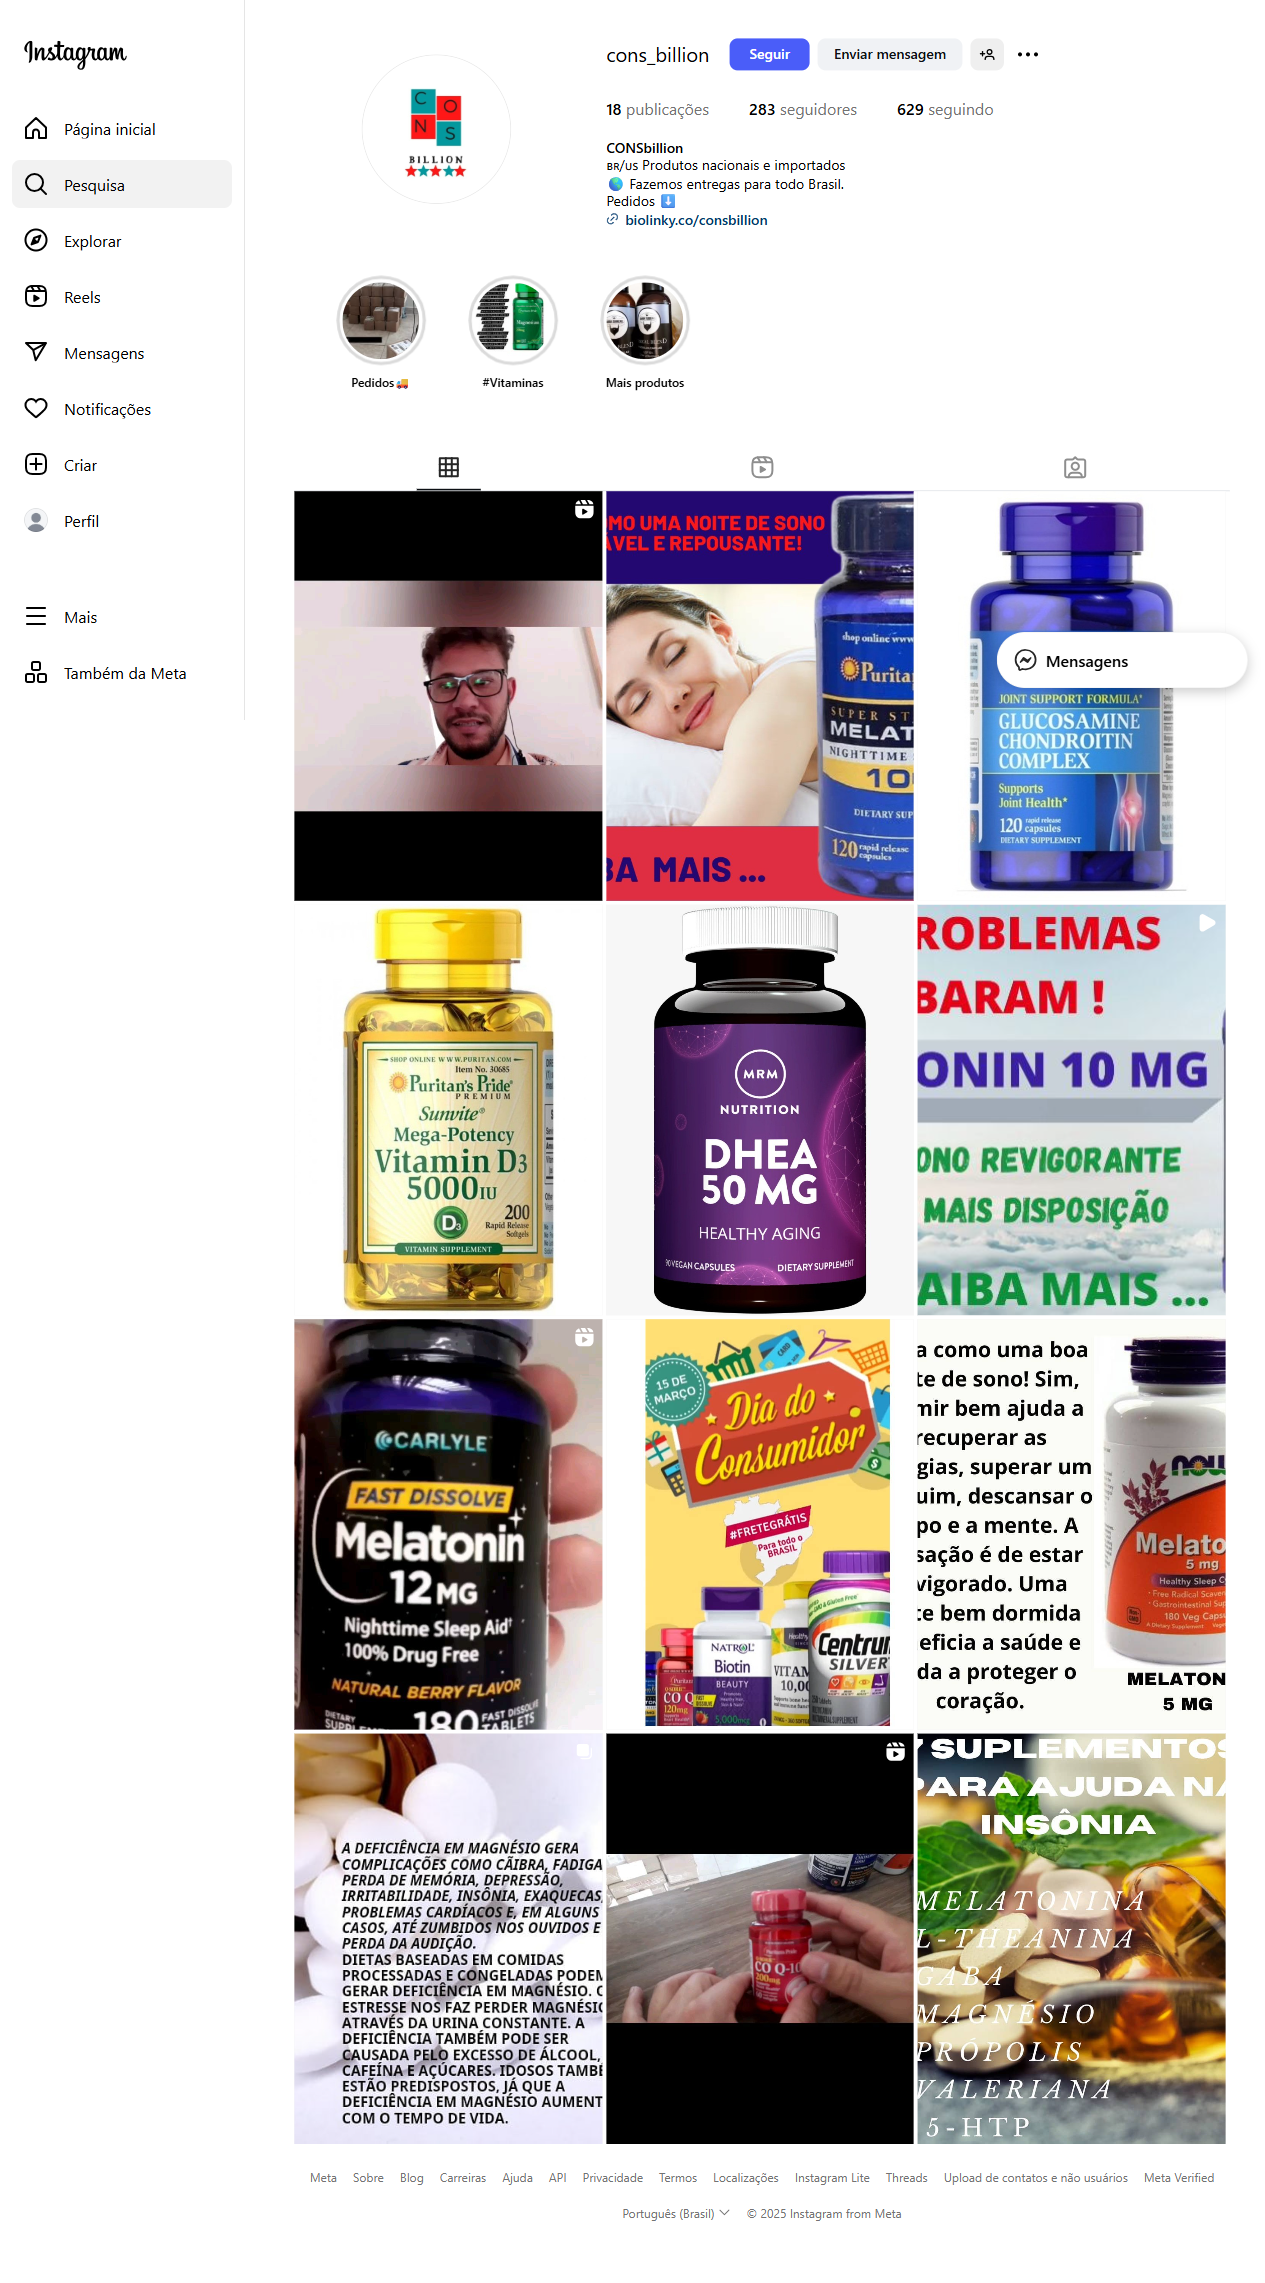 Instagram
Página inicial
Pesquisa
Explorar
Reels
Mensagens
Notificações
Criar
Perfil
Mais
Também da Meta
CONS
BILLION
cons_billion
Seguir
Enviar mensagem
18 publicações 283 seguidores 629 seguindo
CONSbillion
BR/US Produtos nacionais e importados
🌎 Fazemos entregas para todo Brasil.
Pedidos ⬇️
biolinky.co/consbillion
Pedidos🚚
#Vitaminas
Mais produtos
MO UMA NOITE DE SONO
ÁVEL E REPOUSANTE!
shop online www
Purita
SUPER ST
MELAT
NIGHTTIME
10
DIETARY SUP
120 rapid release
capsules
BA MAIS ...
JOINT SUPPORT FORMULA*
GLUCOSAMINE
CHONDROITIN
COMPLEX
Supports
Joint Health*
120 rapid release
capsules
DIETARY SUPPLEMENT
Mensagens
SHOP ONLINE WWW.PURITAN.COM
Item No. 30685
Puritan's Pride®
PREMIUM
Sunvite®
Mega-Potency
Vitamin D3
5000 IU
D3
200
Rapid Release
Softgels
VITAMIN SUPPLEMENT
MRM
NUTRITION
DHEA
50 MG
HEALTHY AGING
90 VEGAN CAPSULES DIETARY SUPPLEMENT
ROBLEMAS
BARAM !
ONIN 10 MG
ONO REVIGORANTE
MAIS DISPOSIÇÃO
AIBA MAIS ...
CARLYLE
FAST DISSOLVE
Melatonin
12 MG
Nighttime Sleep Aid†
100% Drug Free
NATURAL BERRY FLAVOR
DIETARY
SUPPLEMENT
180 FAST DISSOLVE
TABLETS
15 DE
MARÇO
Dia do
Consumidor
#FRETEGRÁTIS
Para todo o
BRASIL
NATROL
Biotin
BEAUTY
5,000mcg
CO Q
120mg
VITAM
10,00
Centrum
SILVER
a como uma boa
te de sono! Sim,
mir bem ajuda a
recuperar as
gias, superar um
uim, descansar o
po e a mente. A
sação é de estar
vigorado. Uma
te bem dormida
eficia a saúde e
da a proteger o
coração.
NOW
Melato
5 mg
Healthy Sleep C
180 Veg Capsu
MELATON
5 MG
A DEFICIÊNCIA EM MAGNÉSIO GERA
COMPLICAÇÕES COMO CÃIBRA, FADIGA
PERDA DE MEMÓRIA, DEPRESSÃO,
IRRITABILIDADE, INSÔNIA, EXAQUECAS,
PROBLEMAS CARDÍACOS E, EM ALGUNS
CASOS, ATÉ ZUMBIDOS NOS OUVIDOS E
PERDA DA AUDIÇÃO.
DIETAS BASEADAS EM COMIDAS
PROCESSADAS E CONGELADAS PODEM
GERAR DEFICIÊNCIA EM MAGNÉSIO. O
ESTRESSE NOS FAZ PERDER MAGNÉSIO
ATRAVÉS DA URINA CONSTANTE. A
DEFICIÊNCIA TAMBÉM PODE SER
CAUSADA PELO EXCESSO DE ÁLCOOL,
CAFEÍNA E AÇÚCARES. IDOSOS TAMBÉ
ESTÃO PREDISPOSTOS, JÁ QUE A
DEFICIÊNCIA EM MAGNÉSIO AUMENT
COM O TEMPO DE VIDA.
CO Q-10
200mg
7 SUPLEMENTOS
PARA AJUDA NA
INSÔNIA
MELATONINA
L-THEANINA
GABA
MAGNÉSIO
PRÓPOLIS
VALERIANA
5-HTP
Meta Sobre Blog Carreiras Ajuda API Privacidade Termos Localizações Instagram Lite Threads Upload de contatos e não usuários Meta Verified
Português (Brasil) © 2025 Instagram from Meta